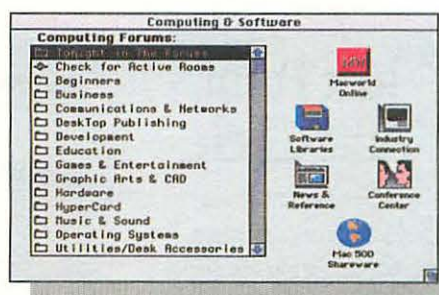 Computing & Software
Computing Forums:
Tonight in The Forums
Check for Active Rooms
Beginners
Business
Communications & Networks
DeskTop Publishing
Development
Education
Games & Entertainment
Graphic Arts & CAD
Hardware
HyperCard
Music & Sound
Operating Systems
Utilities/Desk Accessories
Macworld
Online
Software
Libraries
Industry
Connection
News &
Reference
Conference
Center
Mac 500
Shareware